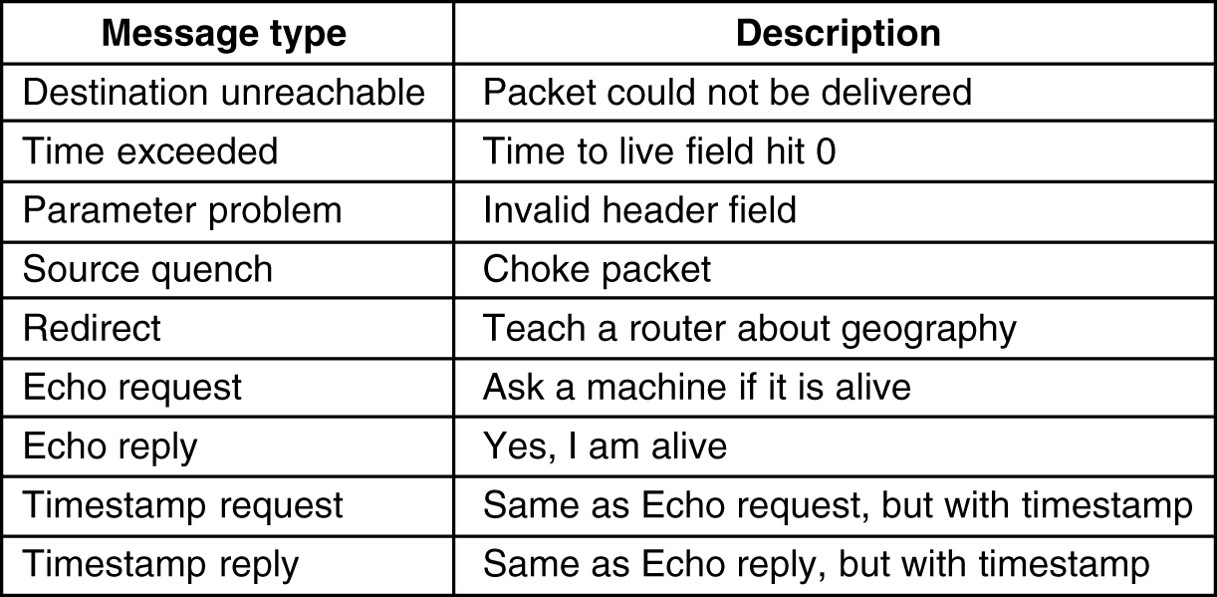 Message type Description
Destination unreachable Packet could not be delivered
Time exceeded Time to live field hit 0
Parameter problem Invalid header field
Source quench Choke packet
Redirect Teach a router about geography
Echo request Ask a machine if it is alive
Echo reply Yes, I am alive
Timestamp request Same as Echo request, but with timestamp
Timestamp reply Same as Echo reply, but with timestamp